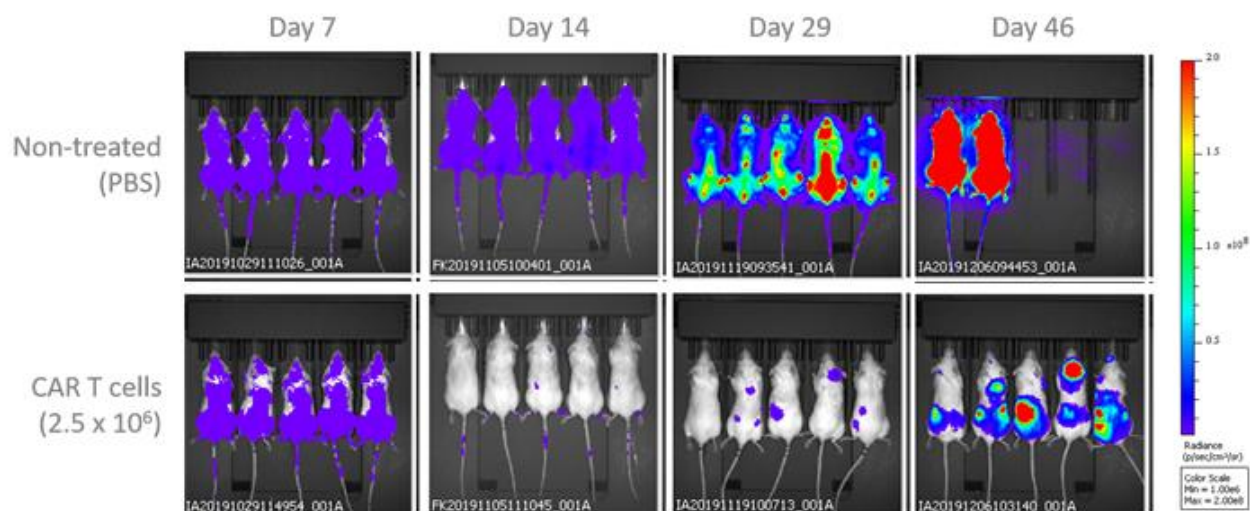 Day 7
Day 14
Day 29
Day 46
Non-treated
(PBS)
IA20191029111026_001A
FK20191105100401_001A
IA20191119093541_001A
IA20191206094453_001A
CAR T cells
(2.5 x 10⁶)
IA20191029114954_001A
FK20191105111045_001A
IA20191119100713_001A
IA20191206103140_001A
2.0
1.5
1.0
x10⁸
0.5
Radiance
(p/sec/cm²/sr)
Color Scale
Min = 1.00e6
Max = 2.00e8